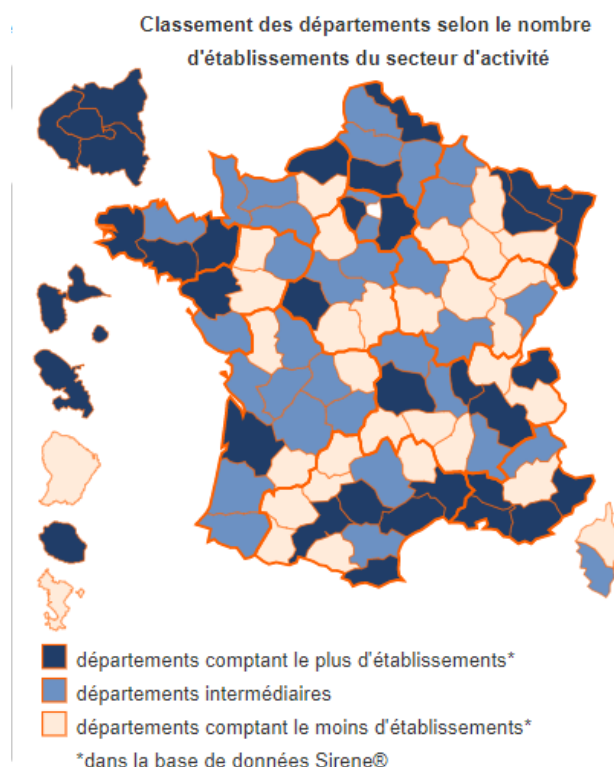 Classement des départements selon le nombre
d'établissements du secteur d'activité
départements comptant le plus d'établissements*
départements intermédiaires
départements comptant le moins d'établissements*
*dans la base de données Sirene®